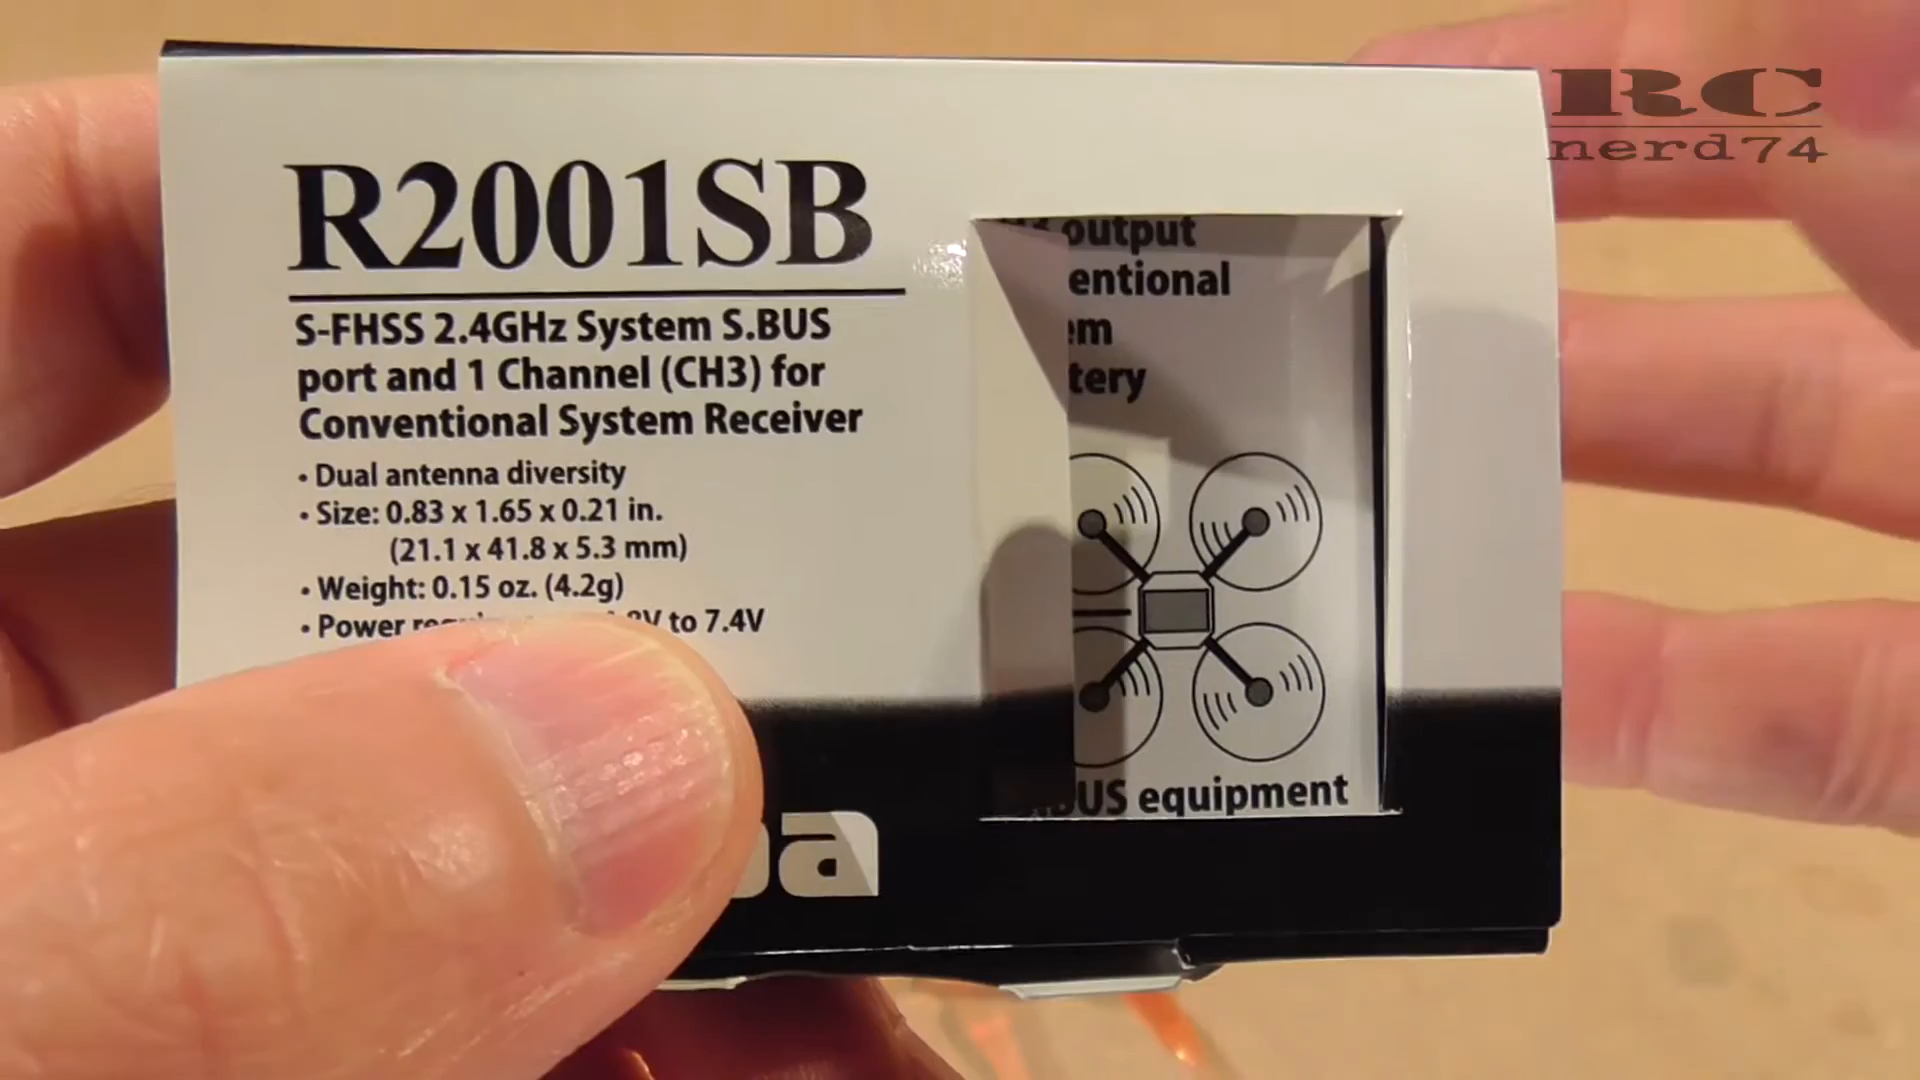 RC
nerd74
R2001SB
S-FHSS 2.4GHz System S.BUS
port and 1 Channel (CH3) for
Conventional System Receiver
• Dual antenna diversity
• Size: 0.83 x 1.65 x 0.21 in.
(21.1 x 41.8 x 5.3 mm)
• Weight: 0.15 oz. (4.2g)
• Power to 7.4V
output
entional
tery
equipment